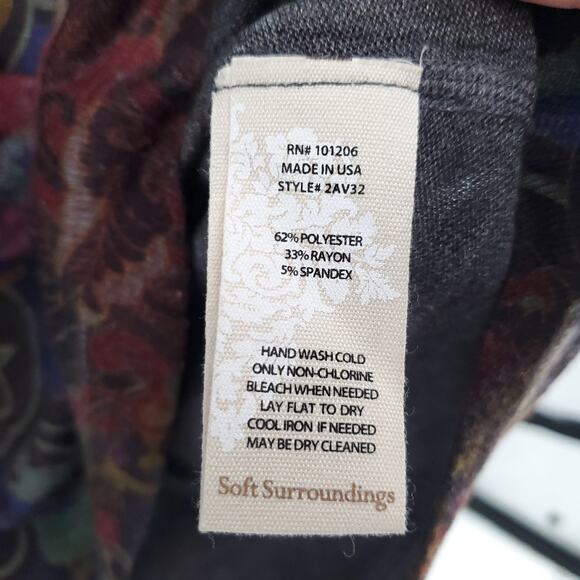 RN# 101206
MADE IN USA
STYLE# 2AV32
62% POLYESTER
33% RAYON
5% SPANDEX
HAND WASH COLD
ONLY NON-CHLORINE
BLEACH WHEN NEEDED
LAY FLAT TO DRY
COOL IRON IF NEEDED
MAY BE DRY CLEANED
Soft Surroundings